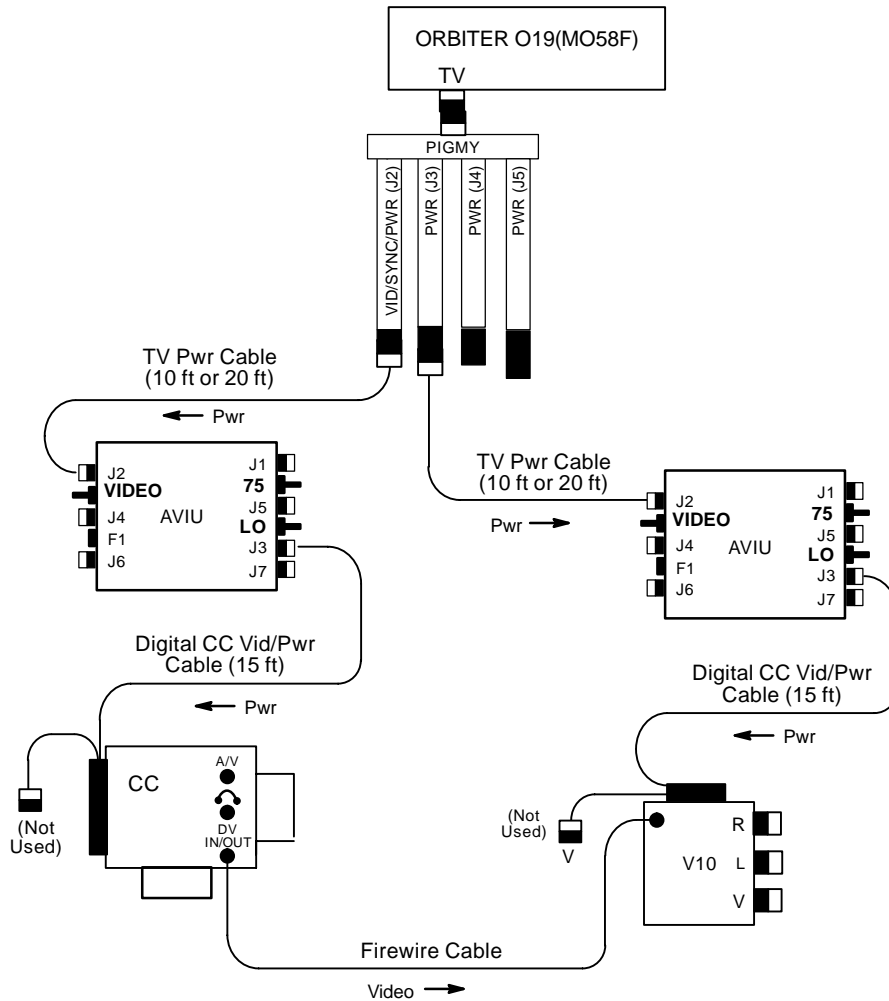 ORBITER O19(MO58F)
TV
PIGMY
VID/SYNC/PWR (J2)
PWR (J3)
PWR (J4)
PWR (J5)
TV Pwr Cable
(10 ft or 20 ft)
Pwr
J2
VIDEO
J4
F1
J6
AVIU
J1
75
J5
LO
J3
J7
TV Pwr Cable
(10 ft or 20 ft)
Pwr
J2
VIDEO
J4
F1
J6
AVIU
J1
75
J5
LO
J3
J7
Digital CC Vid/Pwr
Cable (15 ft)
Pwr
Digital CC Vid/Pwr
Cable (15 ft)
Pwr
CC
A/V
DV
IN/OUT
(Not
Used)
(Not
Used)
V
V10
R
L
V
Firewire Cable
Video